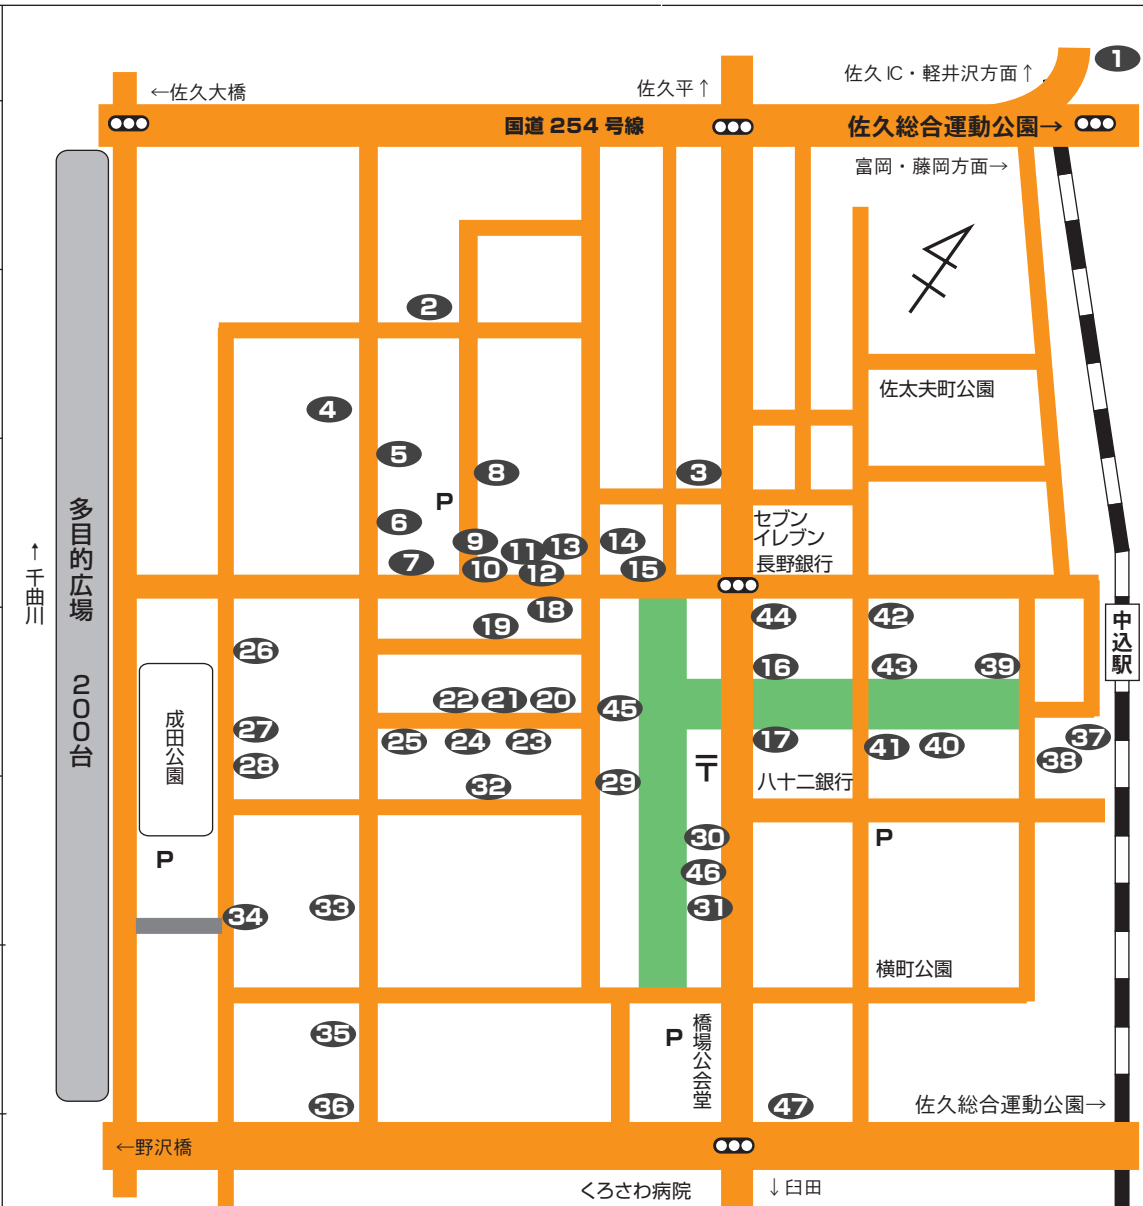 1
←佐久大橋
佐久平↑
佐久IC・軽井沢方面↑
国道254号線
佐久総合運動公園→
富岡・藤岡方面→
2
4
佐太夫町公園
5
8
3
P
6
9
11
13
14
セブン
イレブン
7
10
12
15
長野銀行
↑千曲川
多目的広場 200台
18
19
44
42
中込駅
26
16
43
39
成田公園
22
21
20
45
27
25
24
23
17
41
40
37
38
28
32
29
〒
八十二銀行
P
30
P
46
34
33
31
横町公園
35
P
橋場公会堂
36
47
佐久総合運動公園→
←野沢橋
くろさわ病院
↓臼田